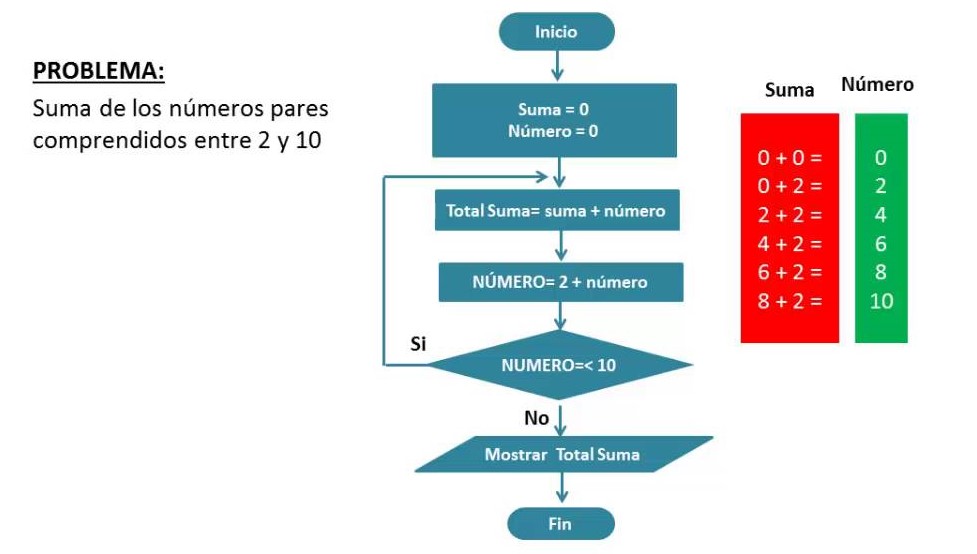 PROBLEMA:
Suma de los números pares
comprendidos entre 2 y 10
Inicio
Suma = 0
Número = 0
Total Suma= suma + número
NÚMERO= 2 + número
Si
NUMERO=< 10
No
Mostrar Total Suma
Fin
Suma Número
0 + 0 = 0
0 + 2 = 2
2 + 2 = 4
4 + 2 = 6
6 + 2 = 8
8 + 2 = 10